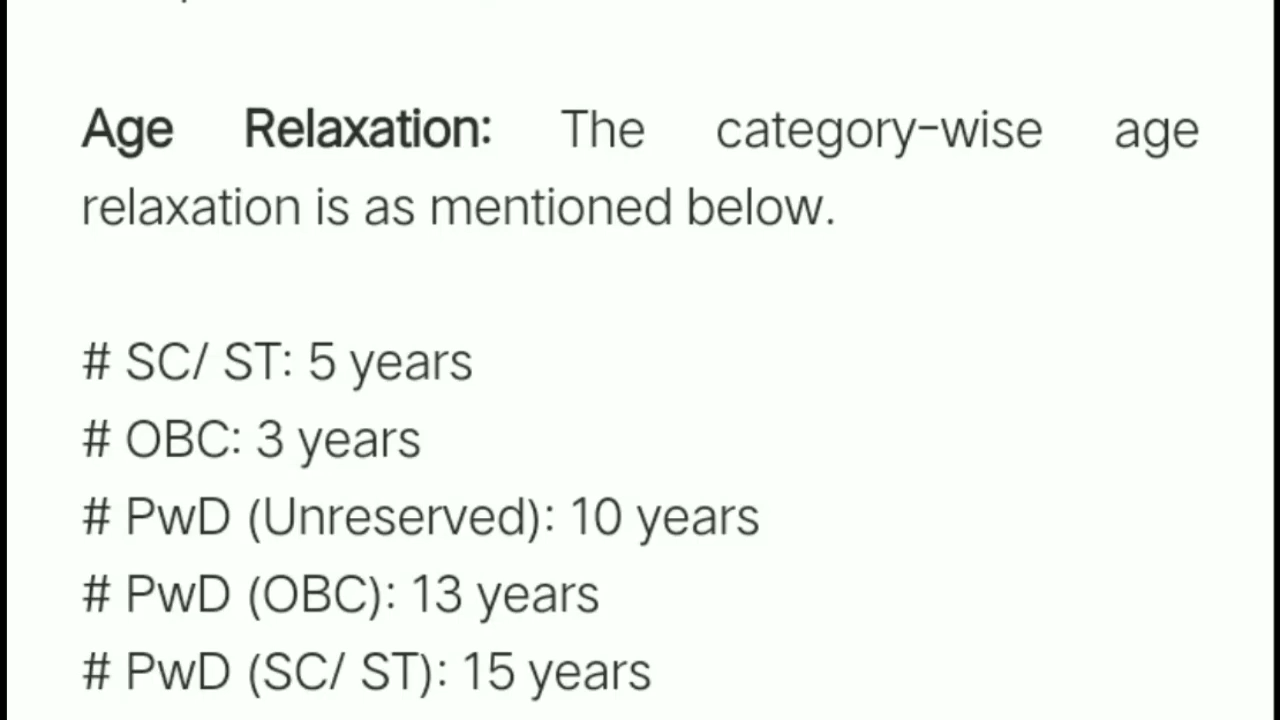 Age Relaxation: The category-wise age
relaxation is as mentioned below.
# SC/ ST: 5 years
# OBC: 3 years
# PwD (Unreserved): 10 years
# PwD (OBC): 13 years
# PwD (SC/ ST): 15 years